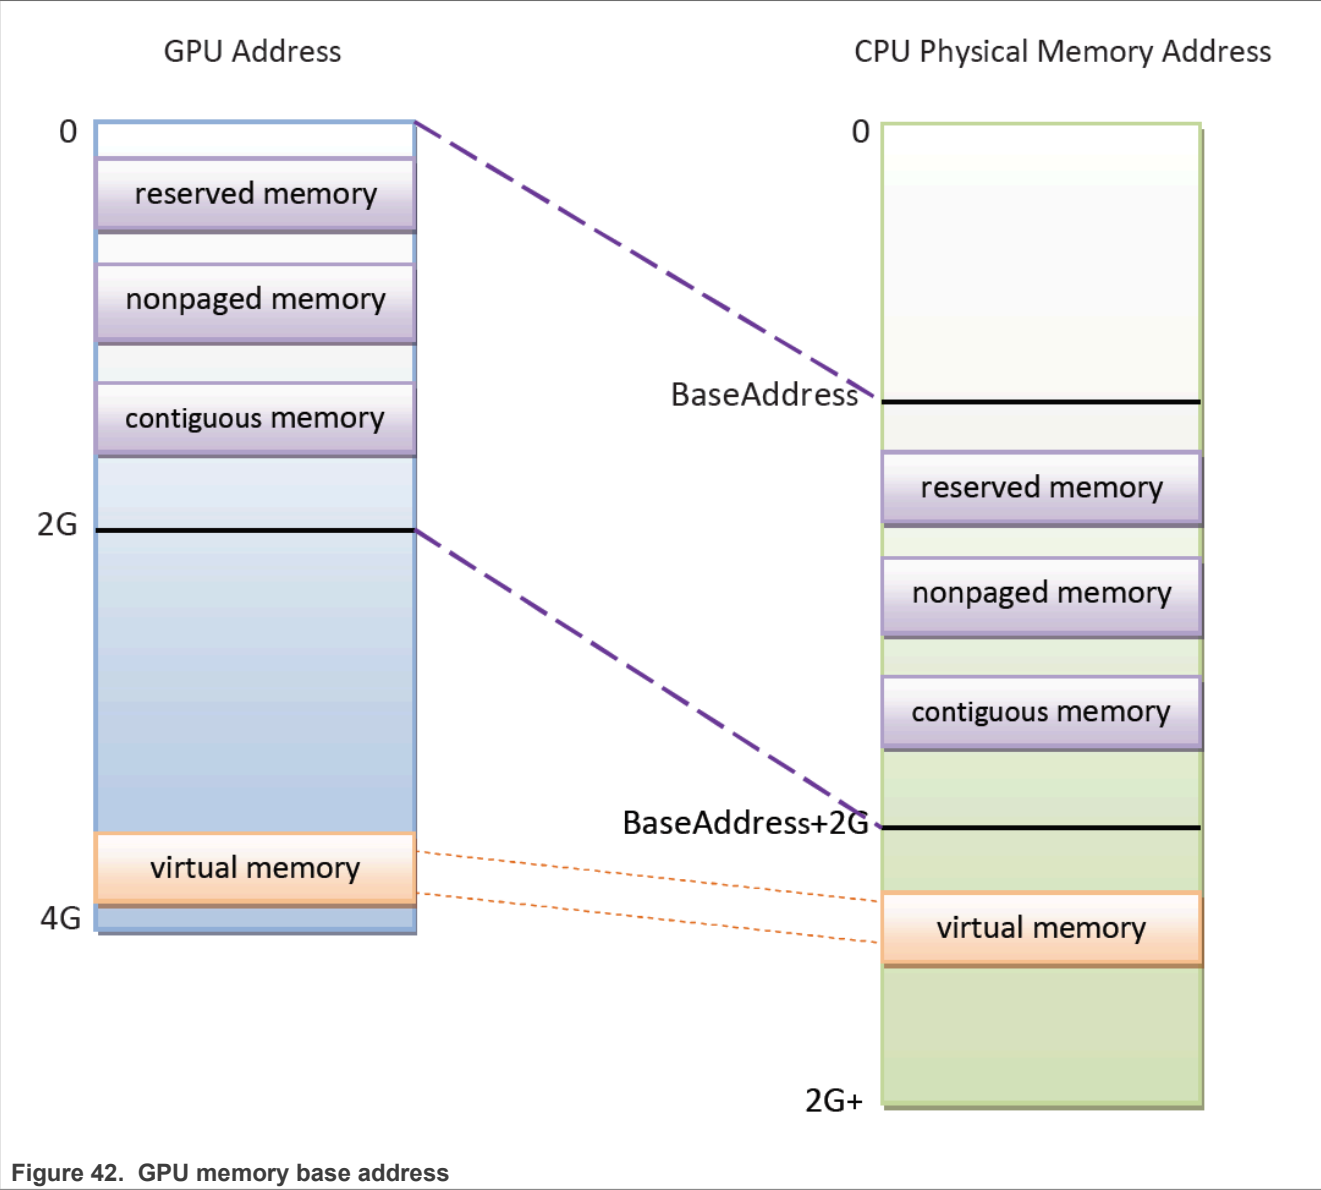 GPU Address
CPU Physical Memory Address
0
0
reserved memory
nonpaged memory
BaseAddress
contiguous memory
reserved memory
2G
nonpaged memory
contiguous memory
BaseAddress+2G
virtual memory
4G
virtual memory
2G+
Figure 42. GPU memory base address